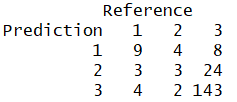 Reference
Prediction 1 2 3
1 9 4 8
2 3 3 24
3 4 2 143